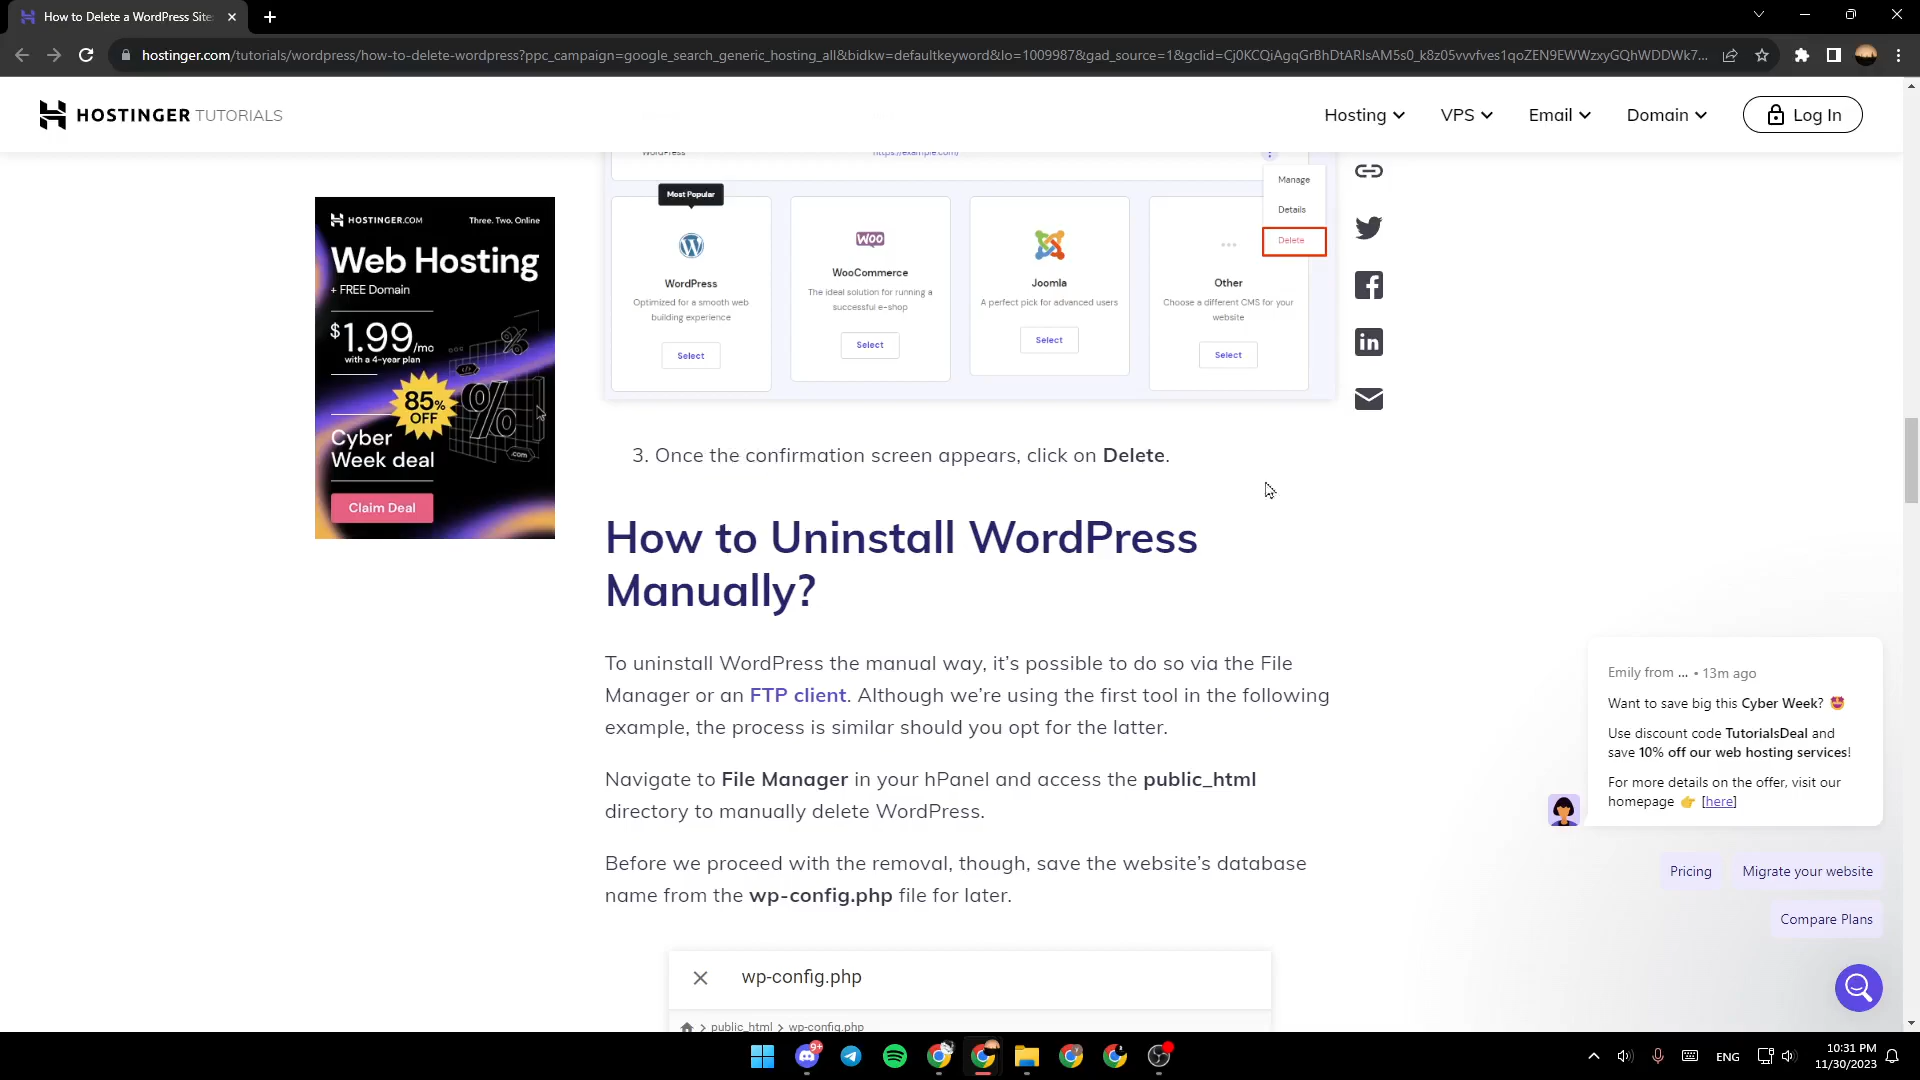 How to Delete a WordPress Site
hostinger.com/tutorials/wordpress/how-to-delete-wordpress?ppc_campaign=google_search_generic_hosting_all&bidkw=defaultkeyword&lo=1009987&gad_source=1&gclid=Cj0KCQiAgqGrBhDtARIsAM5s0_k8z05vvvfves1qoZEN9EWWzxyGQhWDDWk7...
HOSTINGER TUTORIALS
Hosting
VPS
Email
Domain
Log In
WordPress
https://example.com/
Manage
Details
Delete
Most Popular
WordPress
Optimized for a smooth web
building experience
Select
WOO
WooCommerce
The ideal solution for running a
successful e-shop
Select
Joomla
A perfect pick for advanced users
Select
Other
Choose a different CMS for your
website
Select
HOSTINGER.COM
Three. Two. Online
Web Hosting
+ FREE Domain
$1.99/mo
with a 4-year plan
85%
OFF
%
.com
Cyber
Week deal
Claim Deal
3. Once the confirmation screen appears, click on Delete.
How to Uninstall WordPress
Manually?
To uninstall WordPress the manual way, it's possible to do so via the File
Manager or an FTP client. Although we're using the first tool in the following
example, the process is similar should you opt for the latter.
Navigate to File Manager in your hPanel and access the public_html
directory to manually delete WordPress.
Before we proceed with the removal, though, save the website's database
name from the wp-config.php file for later.
wp-config.php
public_html > wp-config.php
Emily from ... • 13m ago
Want to save big this Cyber Week? 🤩
Use discount code TutorialsDeal and
save 10% off our web hosting services!
For more details on the offer, visit our
homepage 👉 [here]
Pricing
Migrate your website
Compare Plans
9+
ENG
10:31 PM
11/30/2023